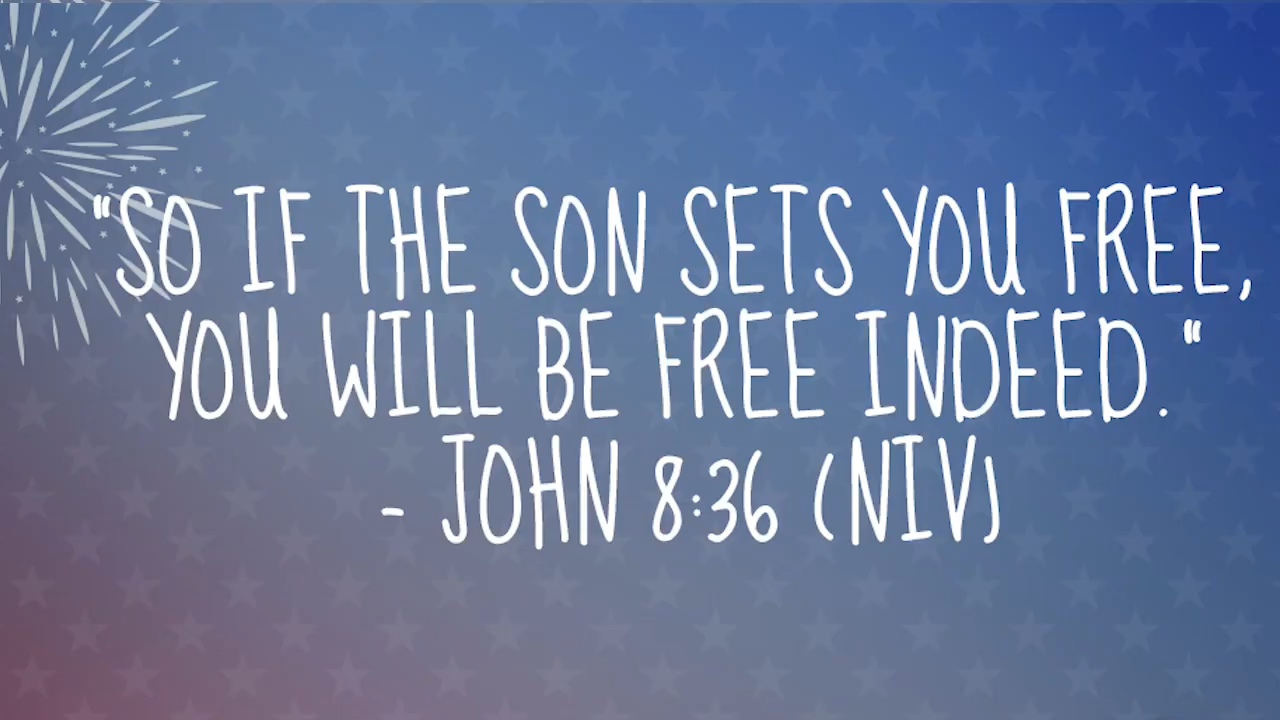 "SO IF THE SON SETS YOU FREE,
YOU WILL BE FREE INDEED."
- JOHN 8:36 (NIV)